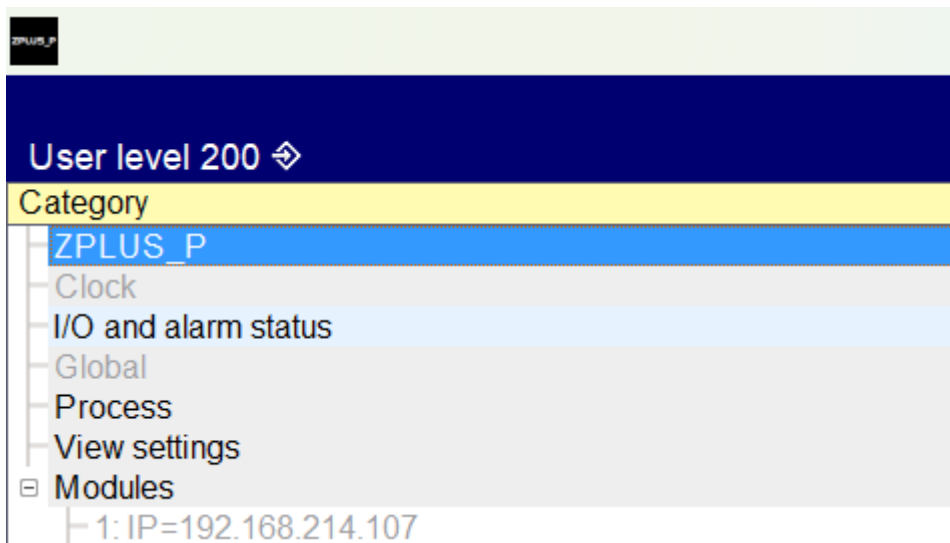 ZPLUS_P
User level 200
Category
ZPLUS_P
Clock
I/O and alarm status
Global
Process
View settings
Modules
1: IP=192.168.214.107